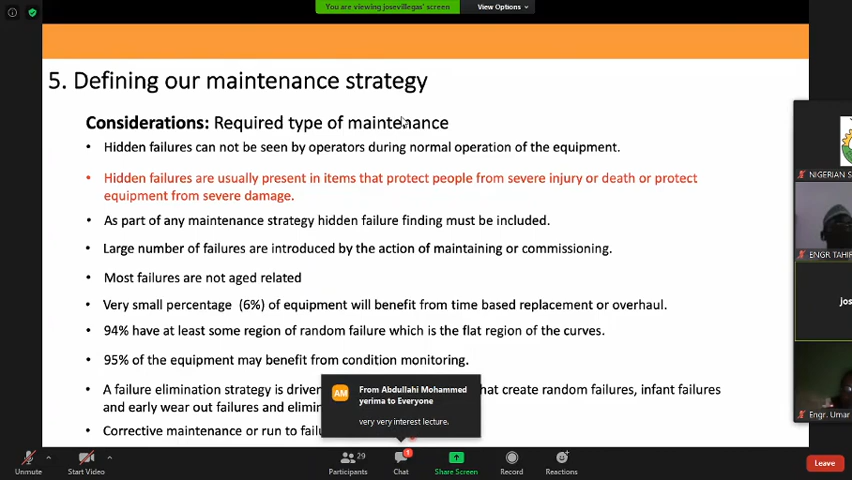 You are viewing josevillegas' screen
View Options
5. Defining our maintenance strategy
Considerations: Required type of maintenance
• Hidden failures can not be seen by operators during normal operation of the equipment.
• Hidden failures are usually present in items that protect people from severe injury or death or protect
equipment from severe damage.
• As part of any maintenance strategy hidden failure finding must be included.
• Large number of failures are introduced by the action of maintaining or commissioning.
• Most failures are not aged related
• Very small percentage (6%) of equipment will benefit from time based replacement or overhaul.
• 94% have at least some region of random failure which is the flat region of the curves.
• 95% of the equipment may benefit from condition monitoring.
• A failure elimination strategy is driven
that create random failures, infant failures
and early wear out failures and
• Corrective maintenance or run to
AM
From Abdullahi Mohammed
yerima to Everyone
very very interest lecture.
NIGERIAN S
ENGR TAHIR
Jos
Engr. Umar
Unmute
Start Video
29
Participants
1
Chat
Share Screen
Record
Reactions
Leave